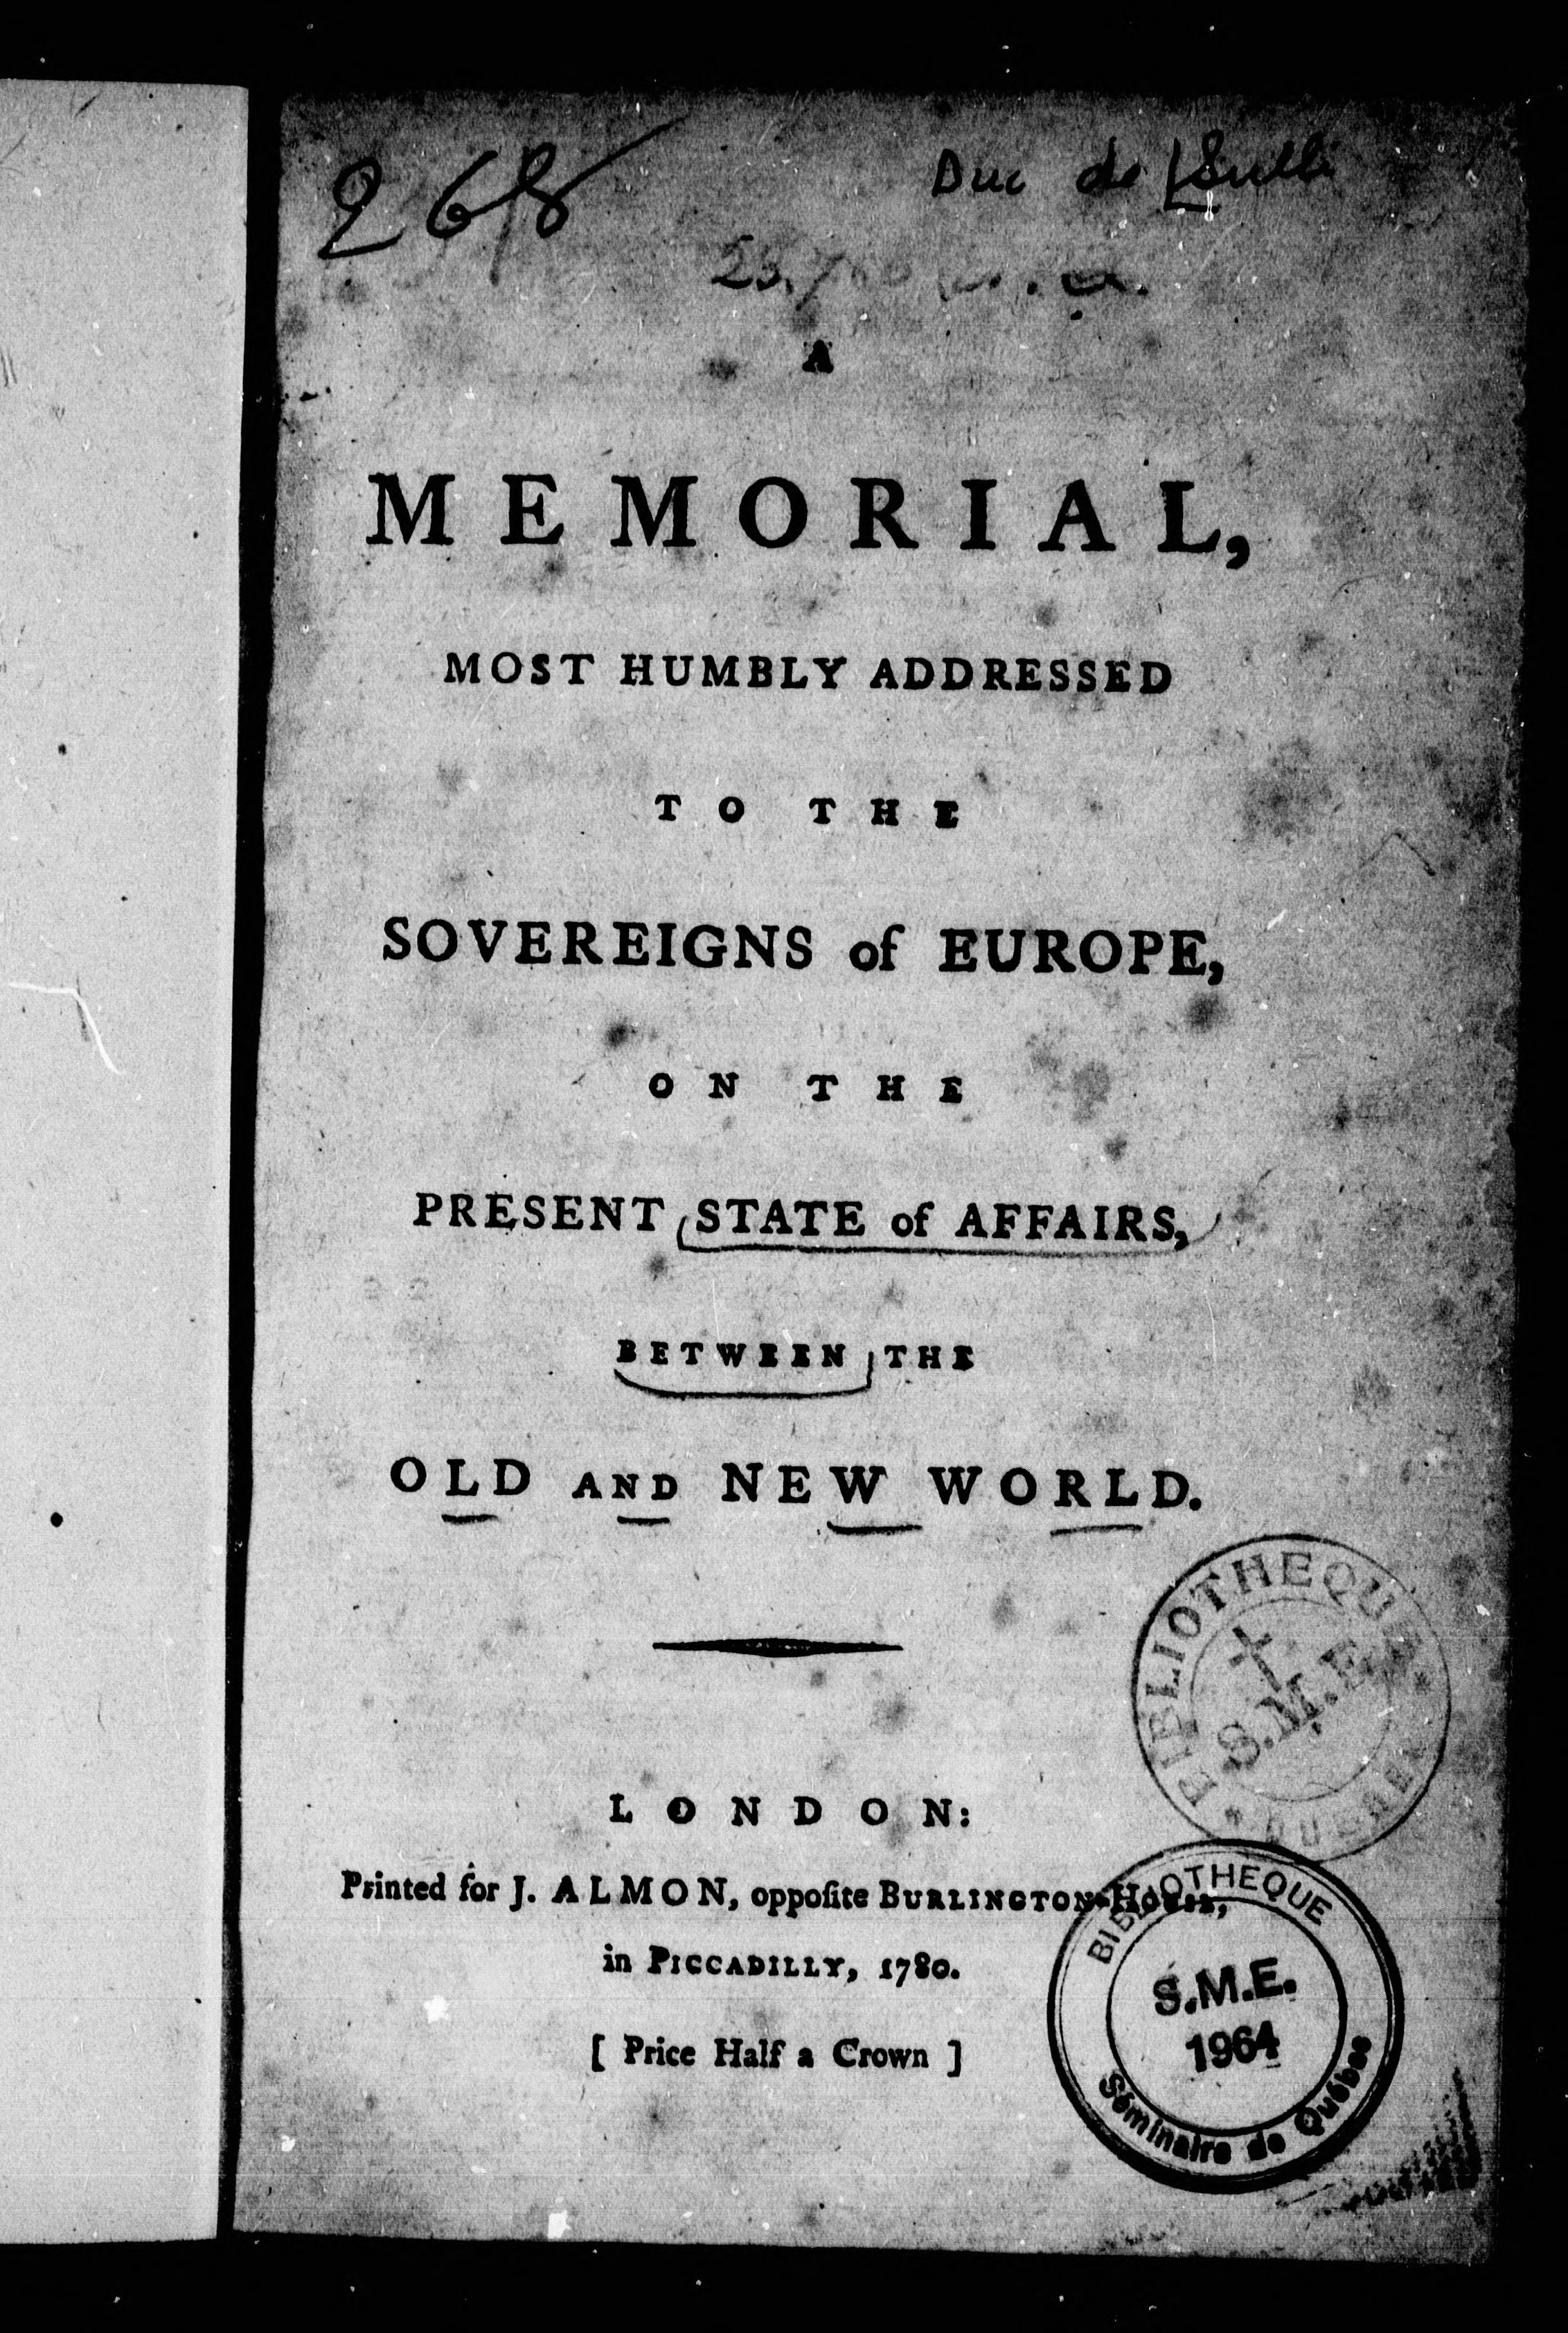 268
Duc de
A
MEMORIAL,
MOST HUMBLY ADDRESSED
TO THE
SOVEREIGNS of EUROPE,
ON THE
PRESENT STATE of AFFAIRS,
BETWEEN THE
OLD AND NEW WORLD.
BIBLIOTHEQUE
S.M.E.
QUEBEC
LONDON:
Printed for J. ALMON, oppoſite BURLINGTON-HOUSE,
in PICCADILLY, 1780.
[ Price Half a Crown ]
BIBLIOTHEQUE
S.M.E.
1964
Séminaire de Québec